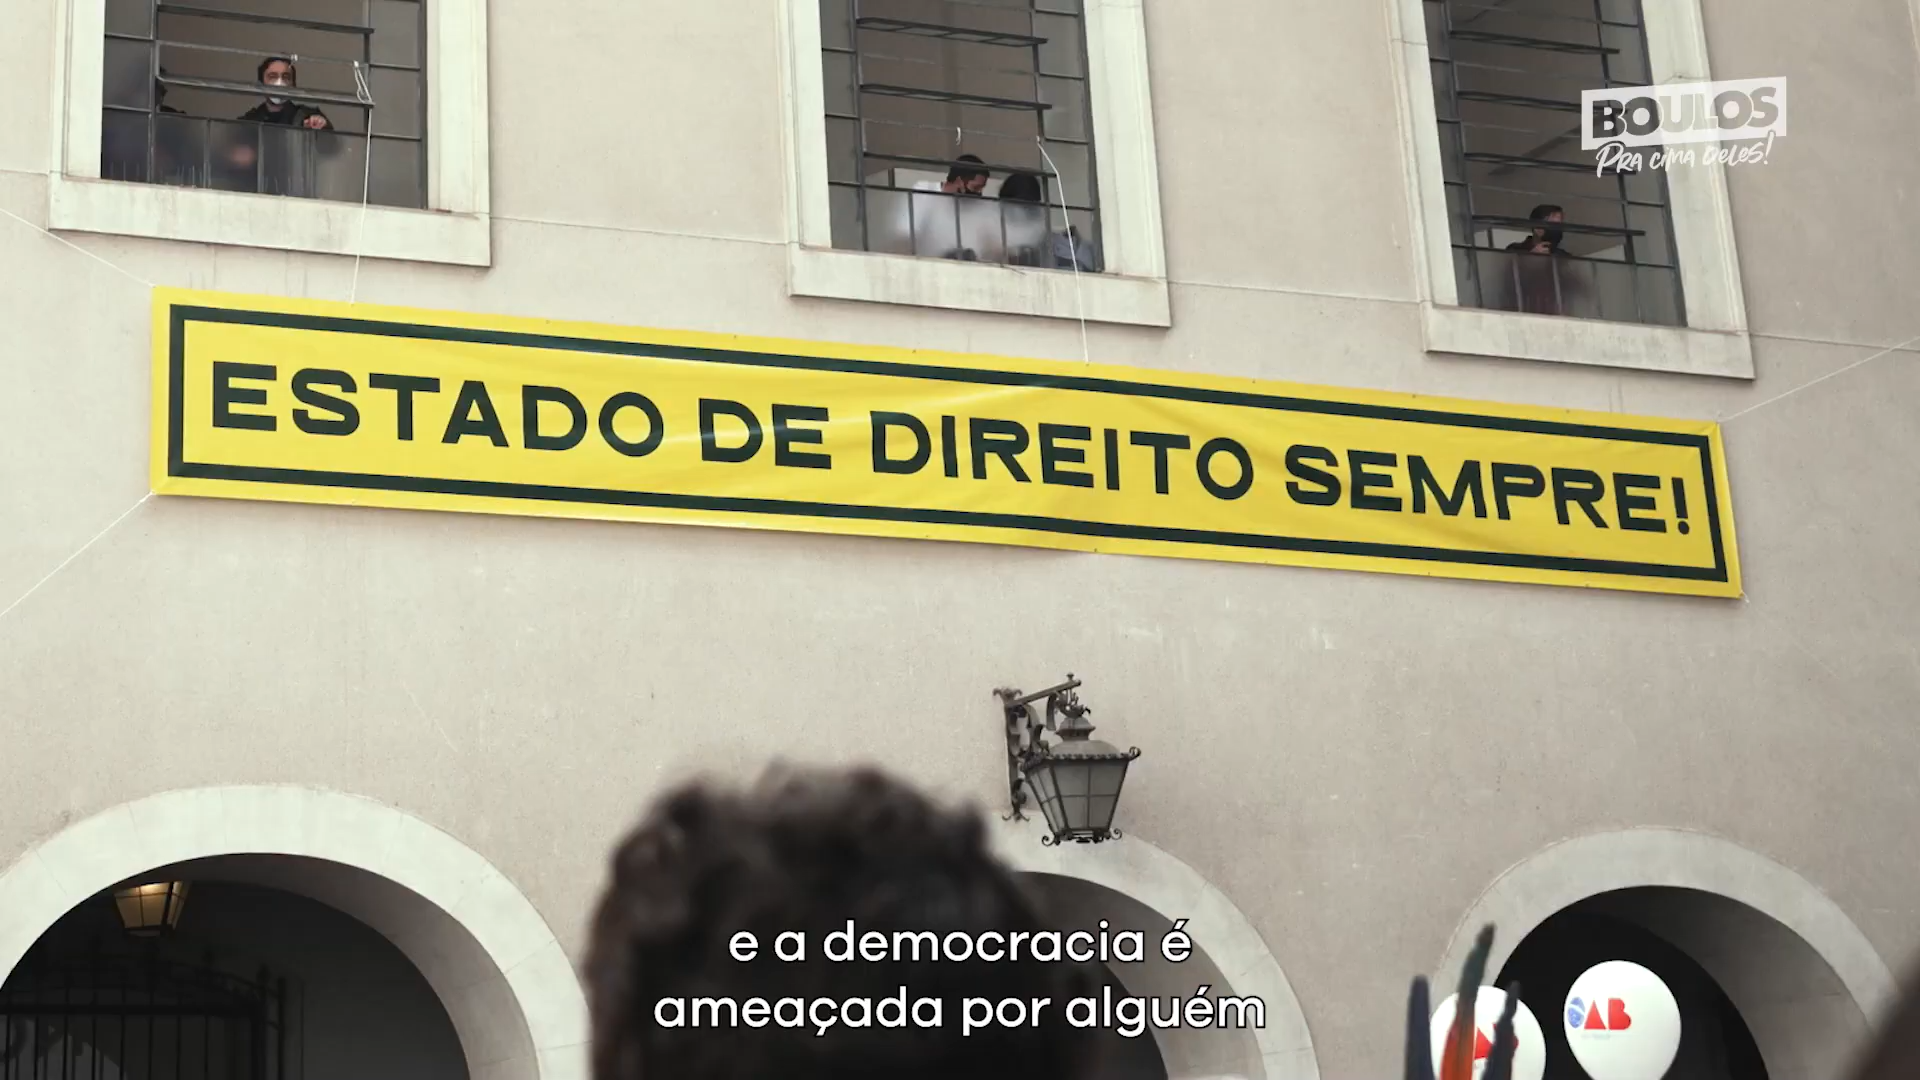 BOULOS
PRA CIMA DELES!
ESTADO DE DIREITO SEMPRE!
e a democracia é
ameaçada por alguém
OAB